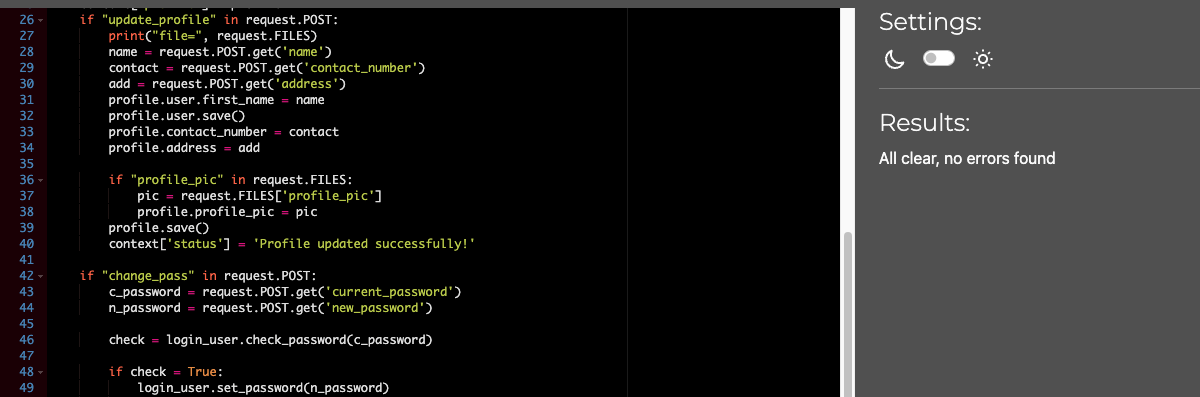 26 if "update_profile" in request.POST:
27 print("file=", request.FILES)
28 name = request.POST.get('name')
29 contact = request.POST.get('contact_number')
30 add = request.POST.get('address')
31 profile.user.first_name = name
32 profile.user.save()
33 profile.contact_number = contact
34 profile.address = add
35
36 if "profile_pic" in request.FILES:
37 pic = request.FILES['profile_pic']
38 profile.profile_pic = pic
39 profile.save()
40 context['status'] = 'Profile updated successfully!'
41
42 if "change_pass" in request.POST:
43 c_password = request.POST.get('current_password')
44 n_password = request.POST.get('new_password')
45
46 check = login_user.check_password(c_password)
47
48 if check = True:
49 login_user.set_password(n_password)
Settings:
Results:
All clear, no errors found